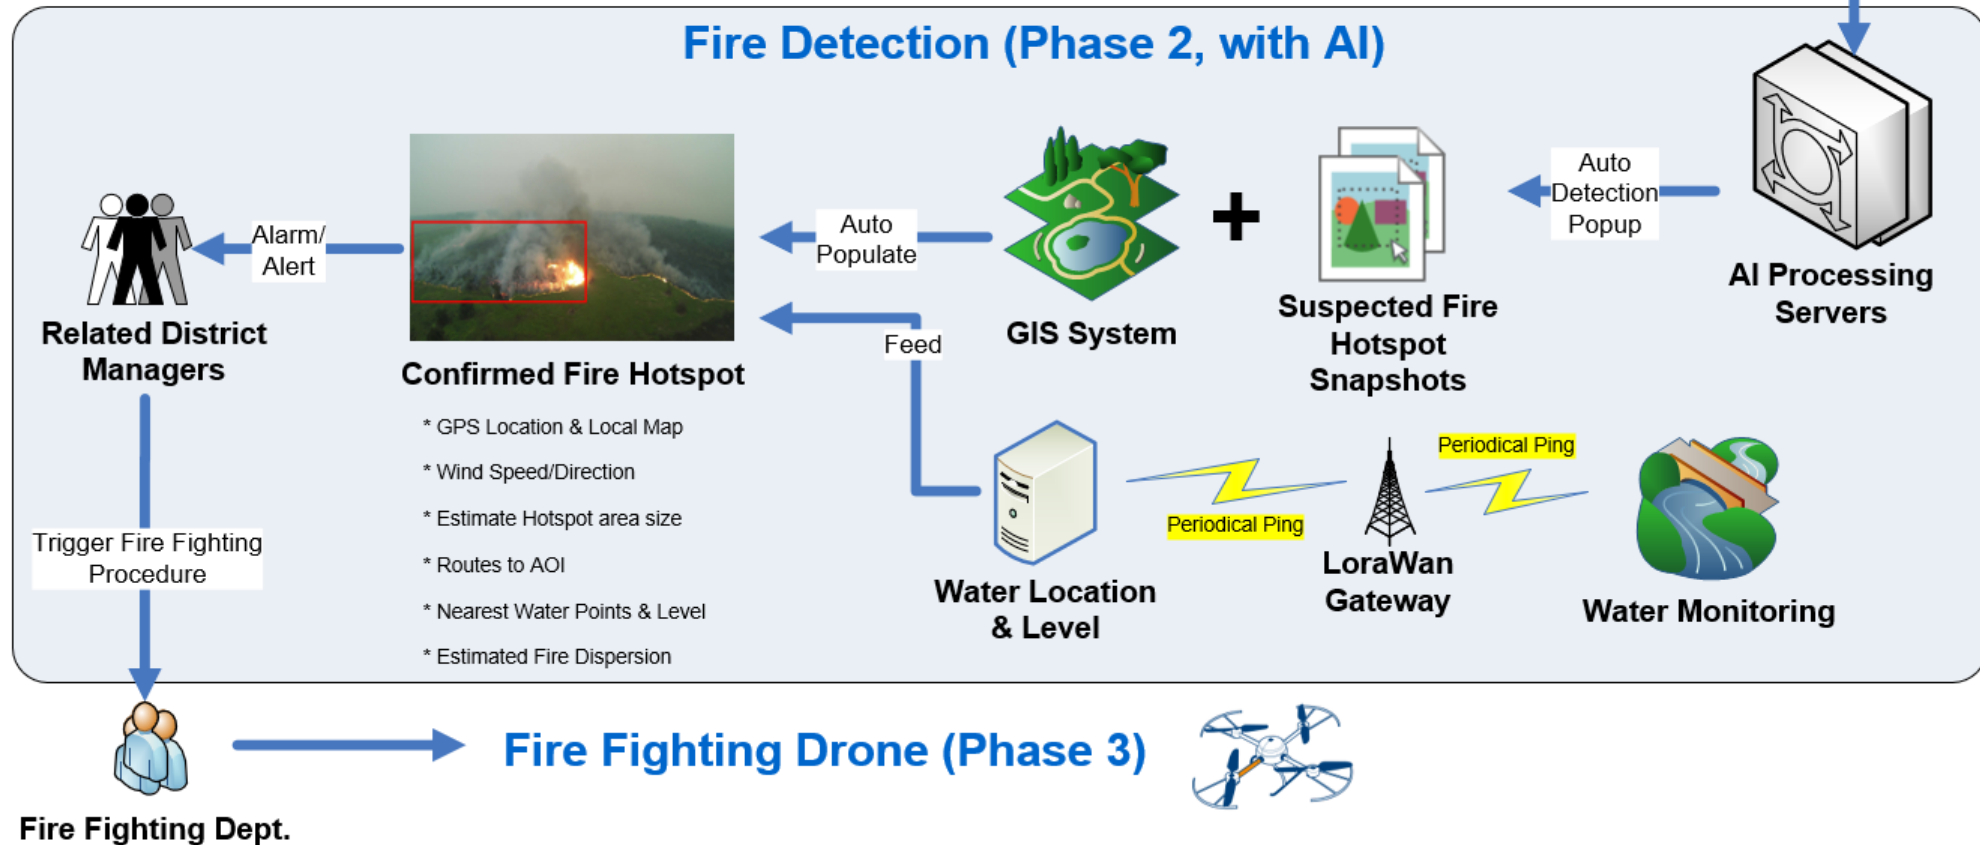 Fire Detection (Phase 2, with AI)
Auto
Detection
Popup
AI Processing
Servers
Suspected Fire
Hotspot
Snapshots
GIS System
Auto
Populate
Feed
Confirmed Fire Hotspot
* GPS Location & Local Map
* Wind Speed/Direction
* Estimate Hotspot area size
* Routes to AOI
* Nearest Water Points & Level
* Estimated Fire Dispersion
Alarm/
Alert
Related District
Managers
Periodical Ping
Periodical Ping
Water Location
& Level
LoraWan
Gateway
Water Monitoring
Trigger Fire Fighting
Procedure
Fire Fighting Drone (Phase 3)
Fire Fighting Dept.